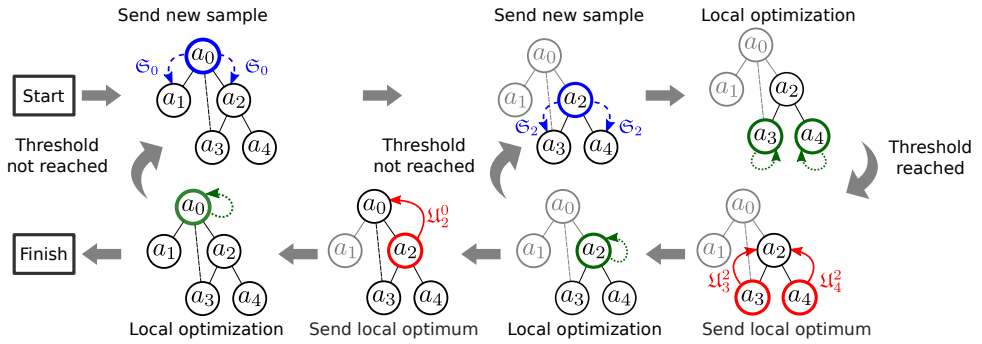 Send new sample
Send new sample
Local optimization
Start
a₀
𝔖₀
𝔖₀
a₁
a₂
a₃
a₄
a₀
a₁
a₂
𝔖₂
𝔖₂
a₃
a₄
a₀
a₁
a₂
a₃
a₄
Threshold
not reached
Threshold
not reached
Threshold
reached
Finish
a₀
a₁
a₂
a₃
a₄
a₀
𝔘₂⁰
a₁
a₂
a₃
a₄
a₀
a₁
a₂
a₃
a₄
a₀
a₁
a₂
𝔘₃²
𝔘₄²
a₃
a₄
Local optimization
Send local optimum
Local optimization
Send local optimum